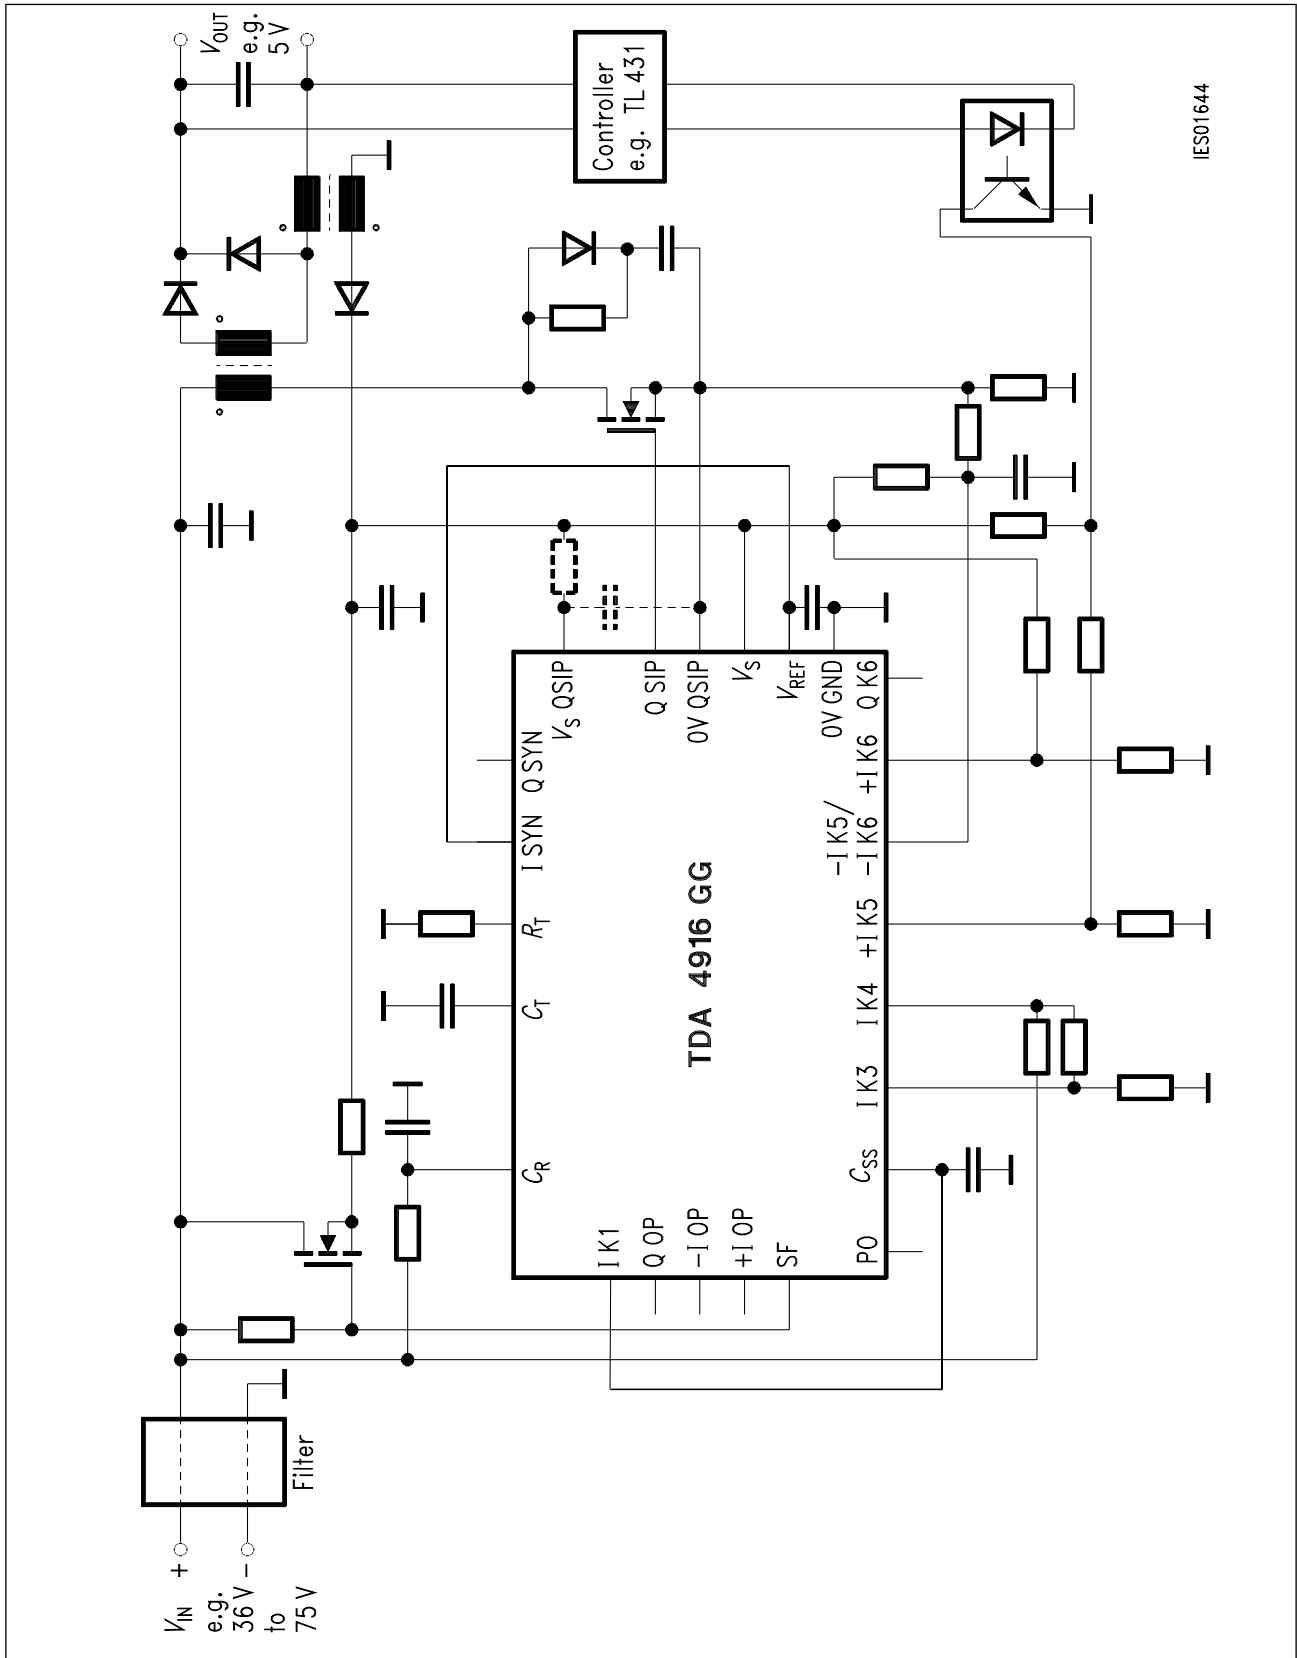 V_OUT
e.g.
5 V
Controller
e.g. TL 431
IES01644
V_S QSIP
Q SIP
0V QSIP
V_S
V_REF
0V GND
Q SYN
I SYN
R_T
C_T
C_R
Q K6
+I K6
-I K5/
-I K6
+I K5
I K4
I K3
C_SS
PO
TDA 4916 GG
I K1
Q OP
-I OP
+I OP
SF
Filter
V_IN + 
e.g.
36 V -
to
75 V